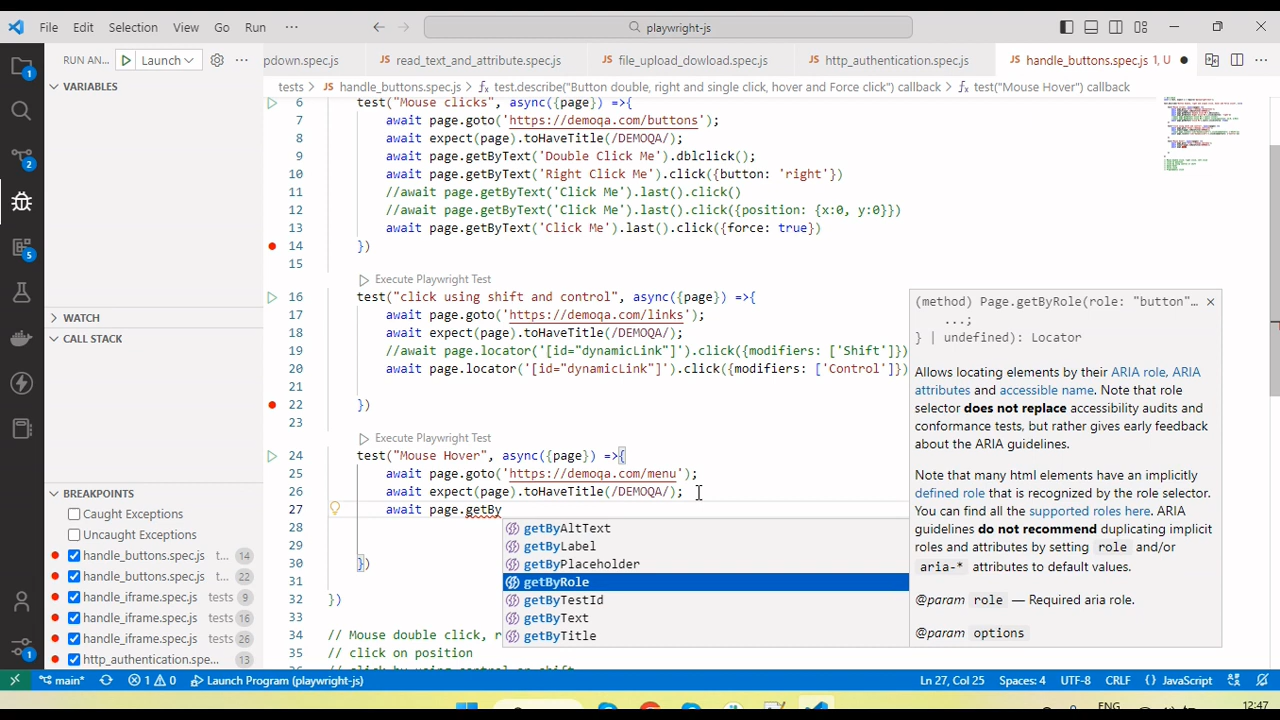 File Edit Selection View Go Run ··· playwright-js
RUN AN... Launch pdown.spec.js JS read_text_and_attribute.spec.js JS file_upload_dowload.spec.js JS http_authentication.spec.js JS handle_buttons.spec.js 1, U
tests > JS handle_buttons.spec.js > test.describe("Button double, right and single click, hover and Force click") callback > test("Mouse Hover") callback
VARIABLES
WATCH
CALL STACK
BREAKPOINTS
Caught Exceptions
Uncaught Exceptions
handle_buttons.spec.js t... 14
handle_buttons.spec.js t... 22
handle_iframe.spec.js tests 9
handle_iframe.spec.js tests 16
handle_iframe.spec.js tests 26
http_authentication.spe... 13
6 test("Mouse clicks", async({page}) =>{
7 await page.goto('https://demoqa.com/buttons');
8 await expect(page).toHaveTitle(/DEMOQA/);
9 await page.getByText('Double Click Me').dblclick();
10 await page.getByText('Right Click Me').click({button: 'right'})
11 //await page.getByText('Click Me').last().click()
12 //await page.getByText('Click Me').last().click({position: {x:0, y:0}})
13 await page.getByText('Click Me').last().click({force: true})
14 })
15
Execute Playwright Test
16 test("click using shift and control", async({page}) =>{
17 await page.goto('https://demoqa.com/links');
18 await expect(page).toHaveTitle(/DEMOQA/);
19 //await page.locator('[id="dynamicLink"]').click({modifiers: ['Shift']})
20 await page.locator('[id="dynamicLink"]').click({modifiers: ['Control']})
21
22 })
23
Execute Playwright Test
24 test("Mouse Hover", async({page}) =>{
25 await page.goto('https://demoqa.com/menu');
26 await expect(page).toHaveTitle(/DEMOQA/);
27 await page.getBy
28
29
30 })
31
32 })
33
34 // Mouse double click, r
35 // click on position
36 // click by using control or shift
getByAltText
getByLabel
getByPlaceholder
getByRole
getByTestId
getByText
getByTitle
(method) Page.getByRole(role: "button"…
...;
} | undefined): Locator
Allows locating elements by their ARIA role, ARIA
attributes and accessible name. Note that role
selector does not replace accessibility audits and
conformance tests, but rather gives early feedback
about the ARIA guidelines.
Note that many html elements have an implicitly
defined role that is recognized by the role selector.
You can find all the supported roles here. ARIA
guidelines do not recommend duplicating implicit
roles and attributes by setting role and/or
aria-* attributes to default values.
@param role — Required aria role.
@param options
1
2
5
1
main* 1 0 Launch Program (playwright-js) Ln 27, Col 25 Spaces: 4 UTF-8 CRLF {} JavaScript
ENG 12:47